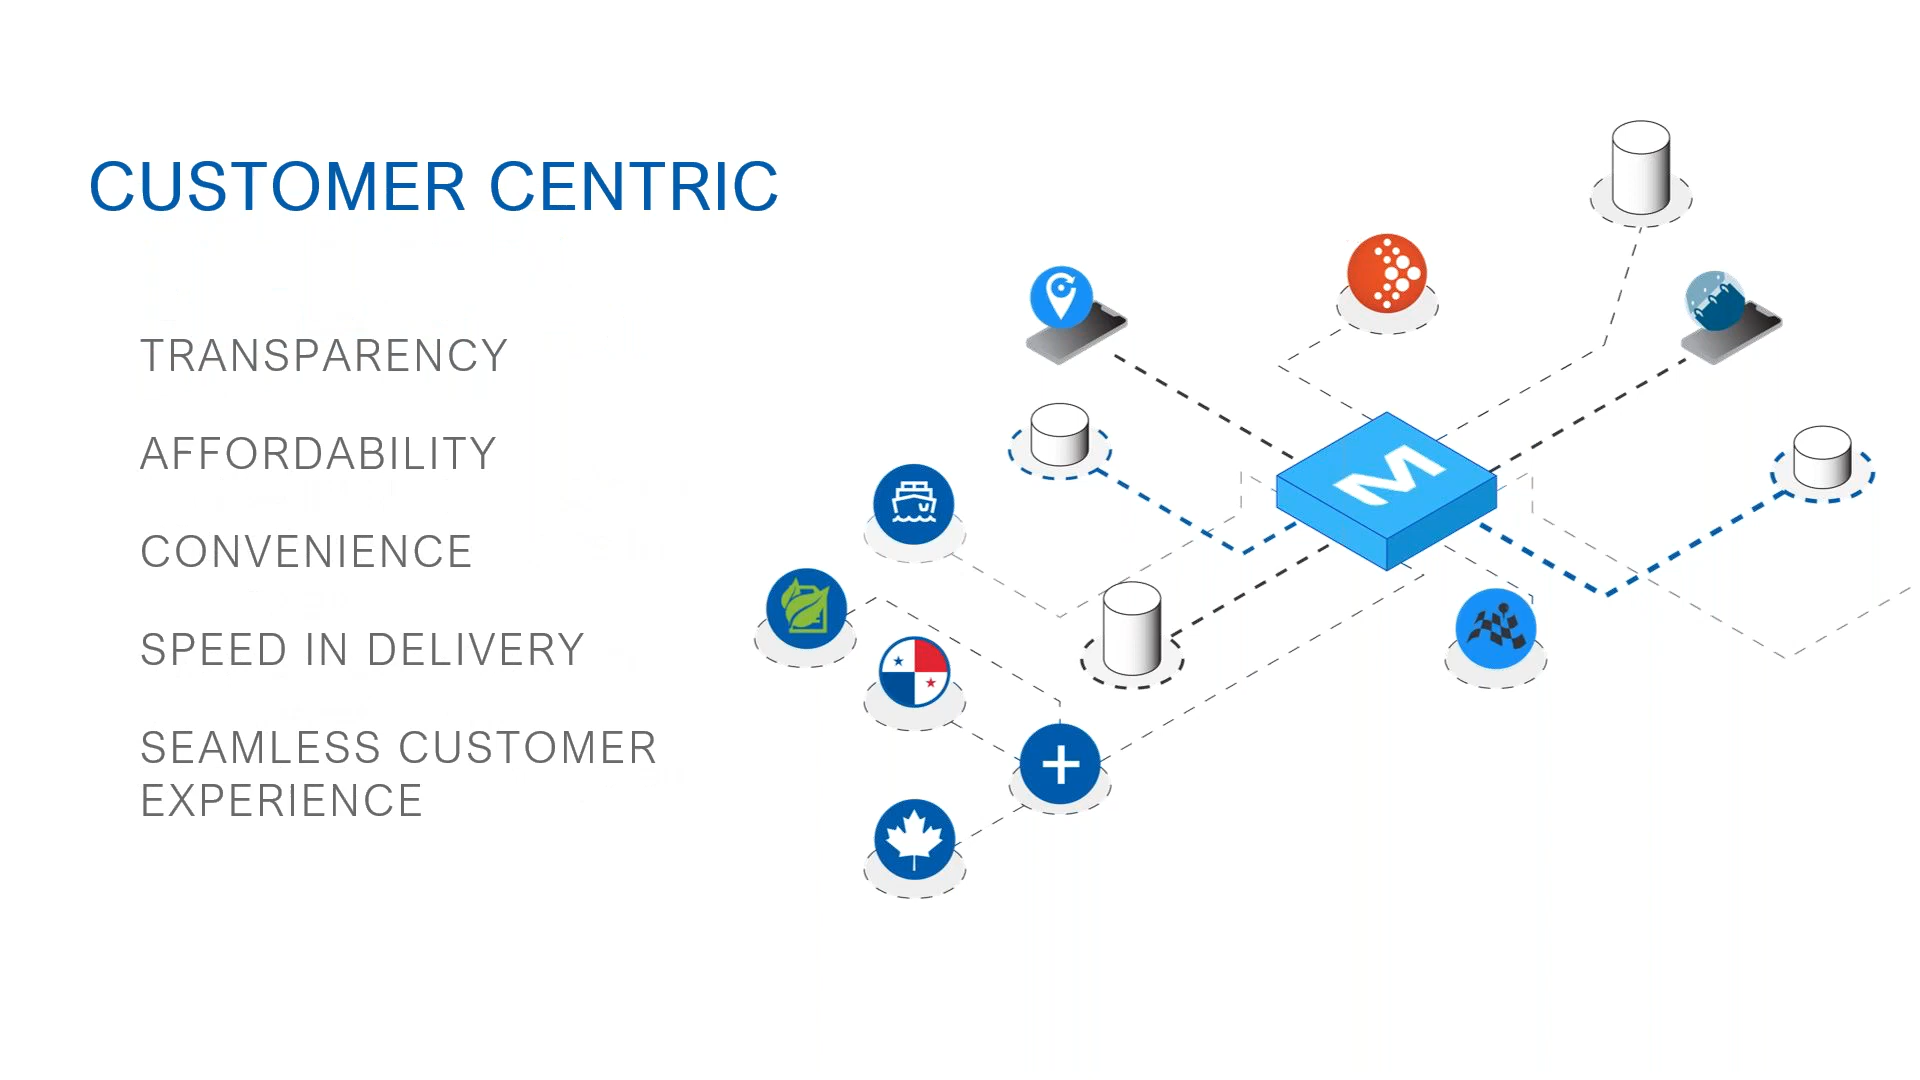 CUSTOMER CENTRIC
TRANSPARENCY
AFFORDABILITY
CONVENIENCE
SPEED IN DELIVERY
SEAMLESS CUSTOMER
EXPERIENCE
M